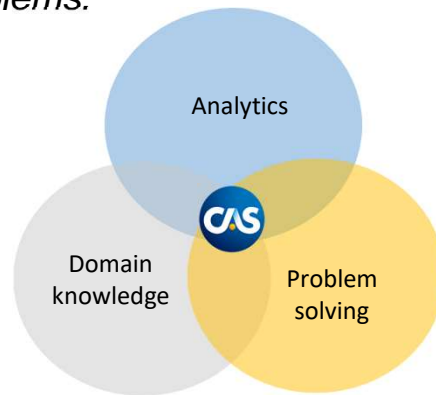 Analytics
CAS
Domain
knowledge
Problem
solving